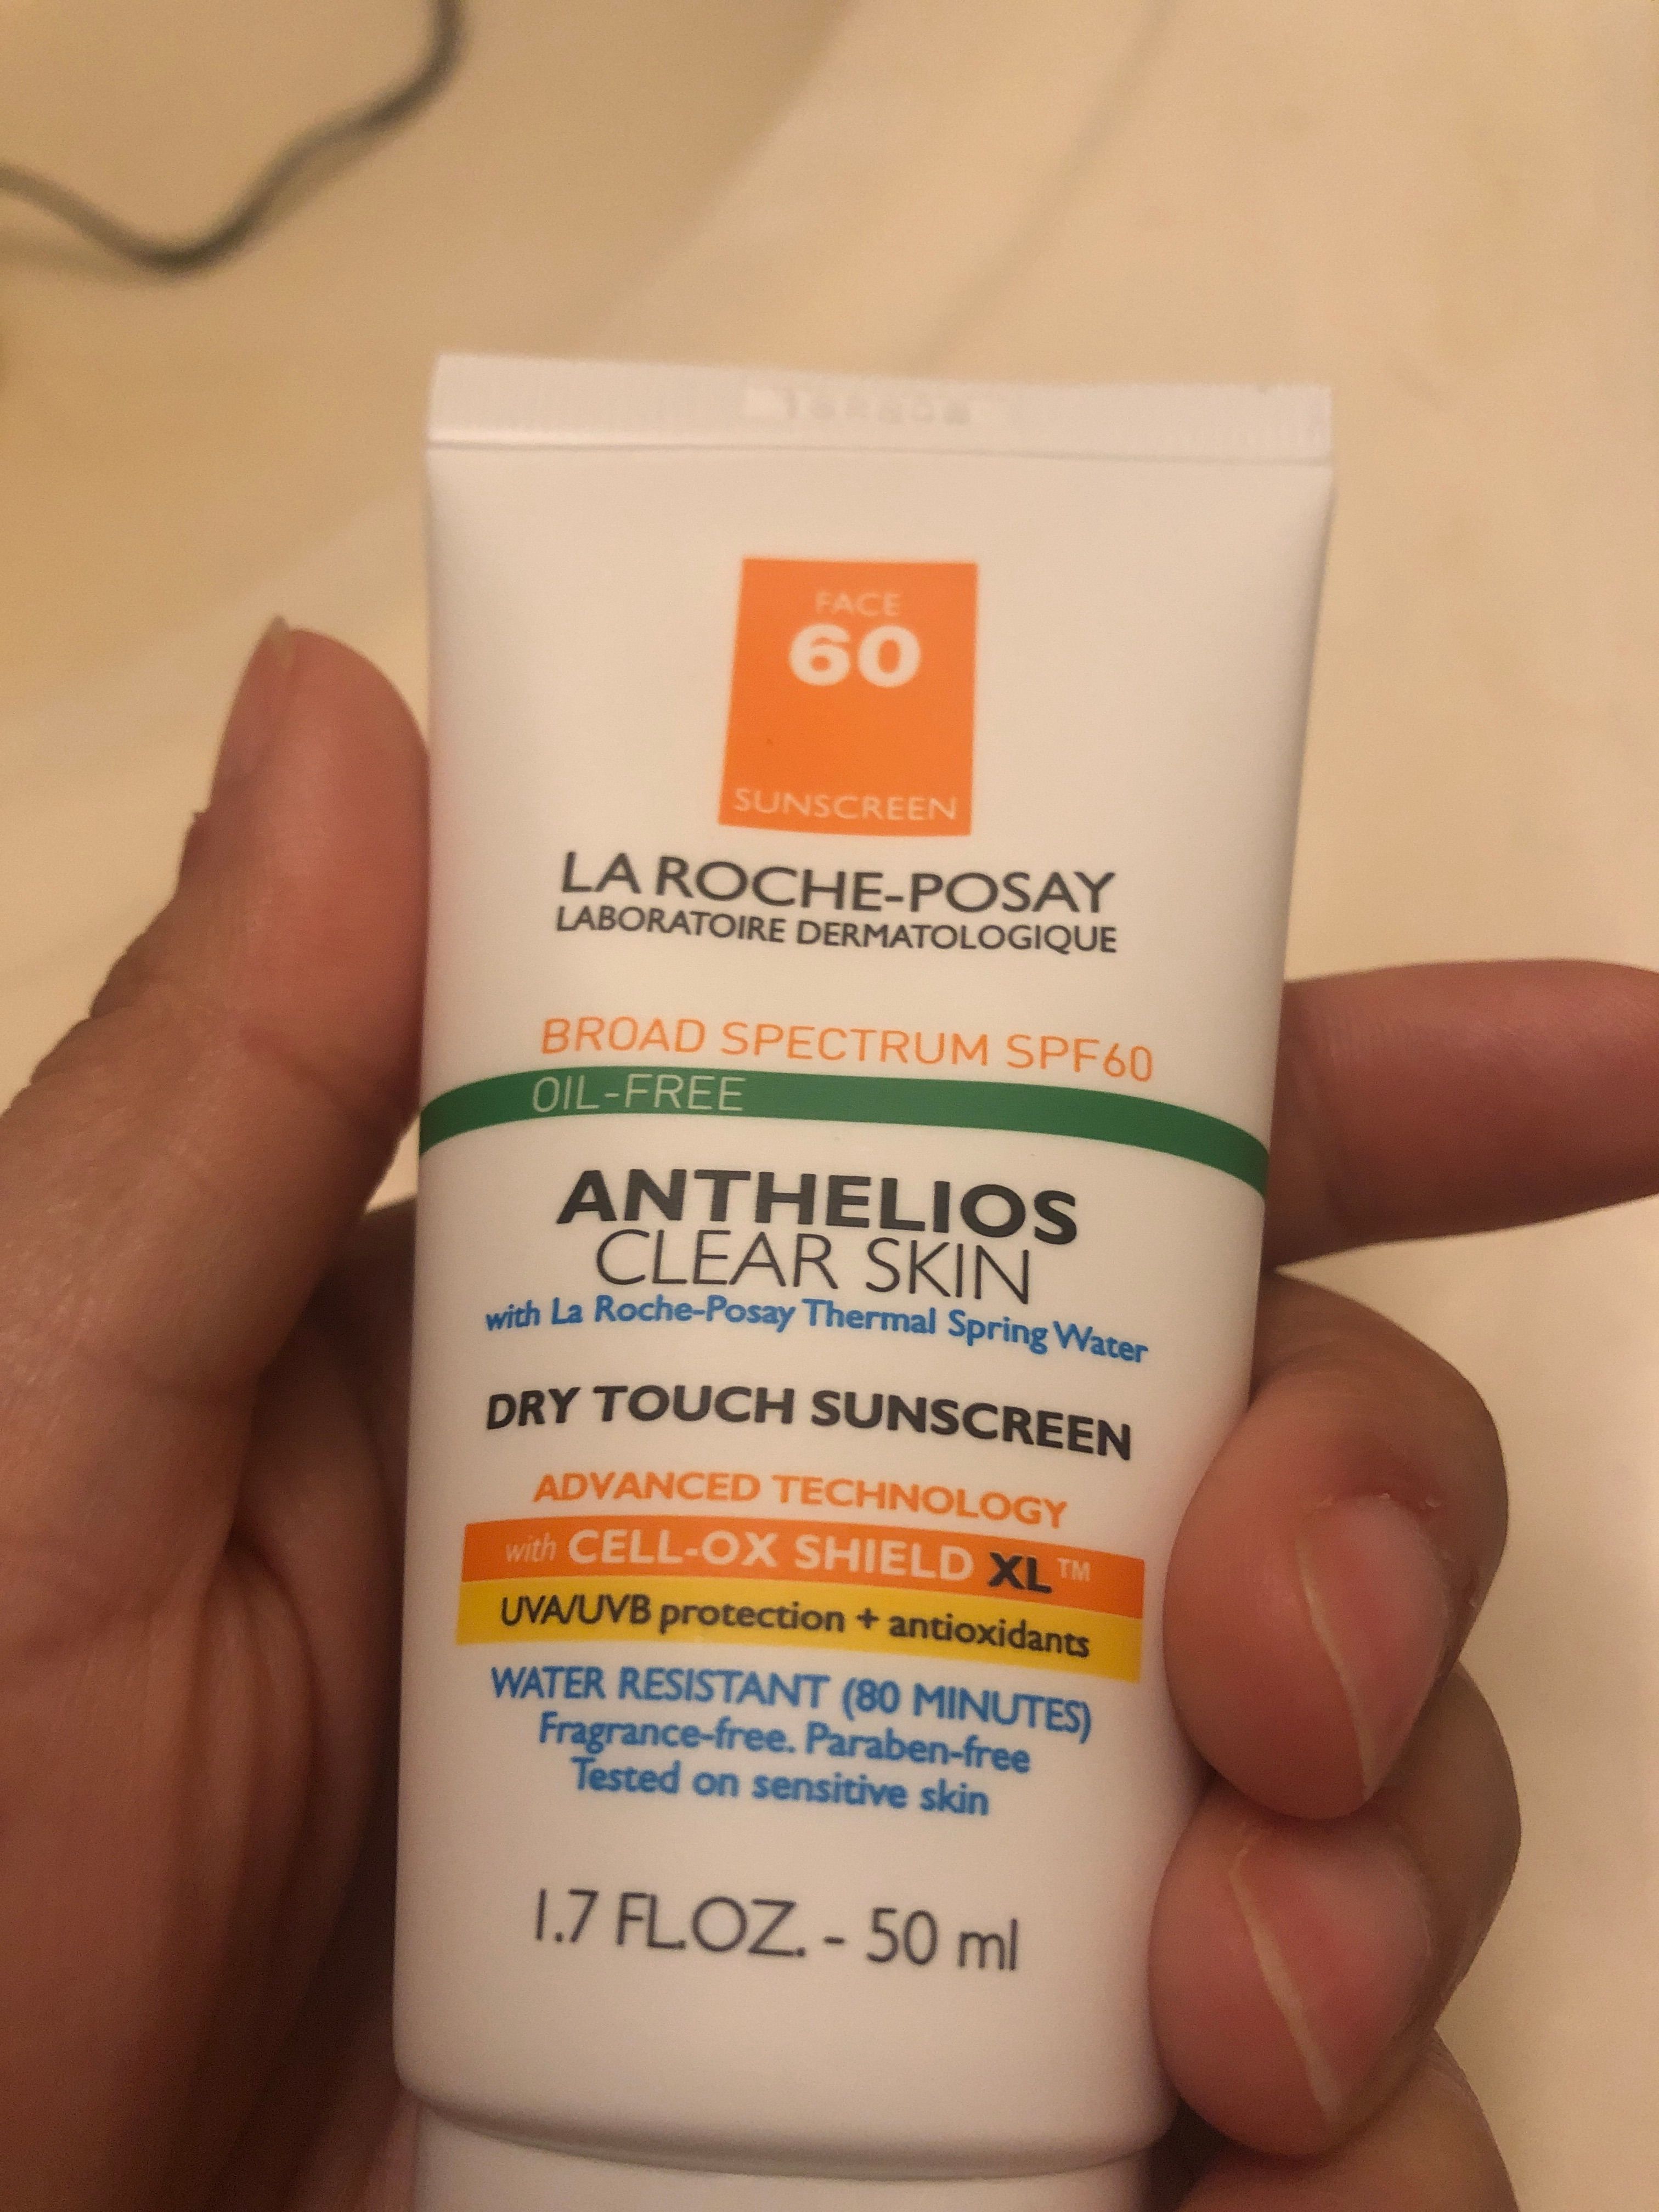 FACE
60
SUNSCREEN
LA ROCHE-POSAY
LABORATOIRE DERMATOLOGIQUE
BROAD SPECTRUM SPF60
OIL-FREE
ANTHELIOS
CLEAR SKIN
with La Roche-Posay Thermal Spring Water
DRY TOUCH SUNSCREEN
ADVANCED TECHNOLOGY
with CELL-OX SHIELD XL™
UVA/UVB protection + antioxidants
WATER RESISTANT (80 MINUTES)
Fragrance-free. Paraben-free
Tested on sensitive skin
1.7 FL.OZ. - 50 ml